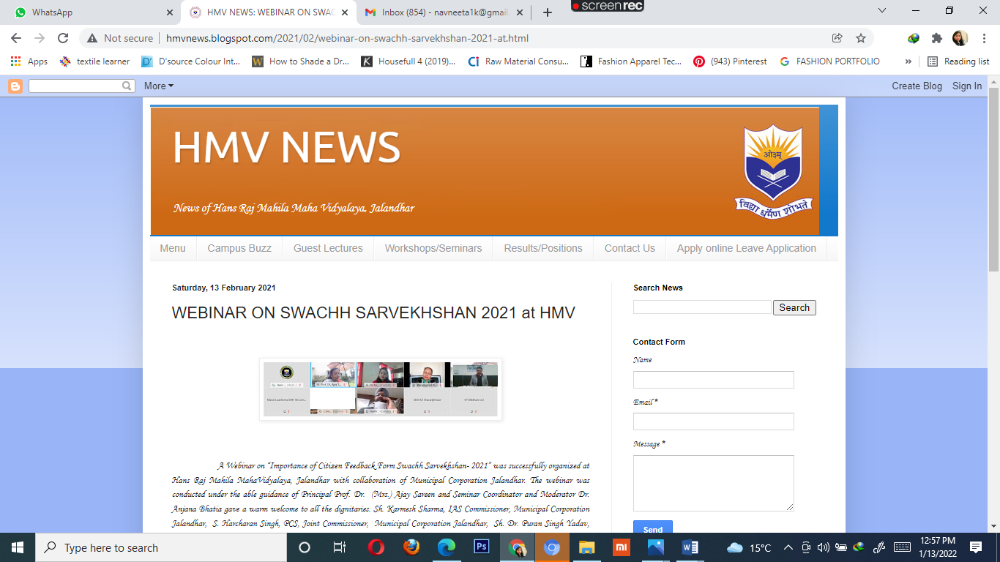 screenrec
WhatsApp
HMV NEWS: WEBINAR ON SWAC
Inbox (854) - navneeta1k@gmail
Not secure
hmvnews.blogspot.com/2021/02/webinar-on-swachh-sarvekhshan-2021-at.html
Apps
textile learner
D'source Colour Int...
How to Shade a Dr...
Housefull 4 (2019)...
Raw Material Consu...
Fashion Apparel Tec...
(943) Pinterest
FASHION PORTFOLIO
»
Reading list
More
Create Blog
Sign In
HMV NEWS
News of Hans Raj Mahila Maha Vidyalaya, Jalandhar
ओ३म्
विद्या धर्मेण शोभते
Menu
Campus Buzz
Guest Lectures
Workshops/Seminars
Results/Positions
Contact Us
Apply online Leave Application
Saturday, 13 February 2021
WEBINAR ON SWACHH SARVEKHSHAN 2021 at HMV
A Webinar on “Importance of Citizen Feedback Form Swachh Sarvekhshan- 2021” was successfully organized at
Hans Raj Mahila MahaVidyalaya, Jalandhar with collaboration of Municipal Corporation Jalandhar. The webinar was
conducted under the able guidance of Principal Prof. Dr. (Mrs.) Ajay Sareen and Seminar Coordinator and Moderator Dr.
Anjana Bhatia gave a warm welcome to all the dignitaries. Sh. Karmesh Sharma, IAS Commissioner, Municipal Corporation
Jalandhar, S. Harcharan Singh, PCS, Joint Commissioner, Municipal Corporation Jalandhar, Sh. Dr. Puran Singh Yadav,
Search News
Search
Contact Form
Name
Email *
Message *
Send
Type here to search
Ps
15°C
12:57 PM
1/13/2022